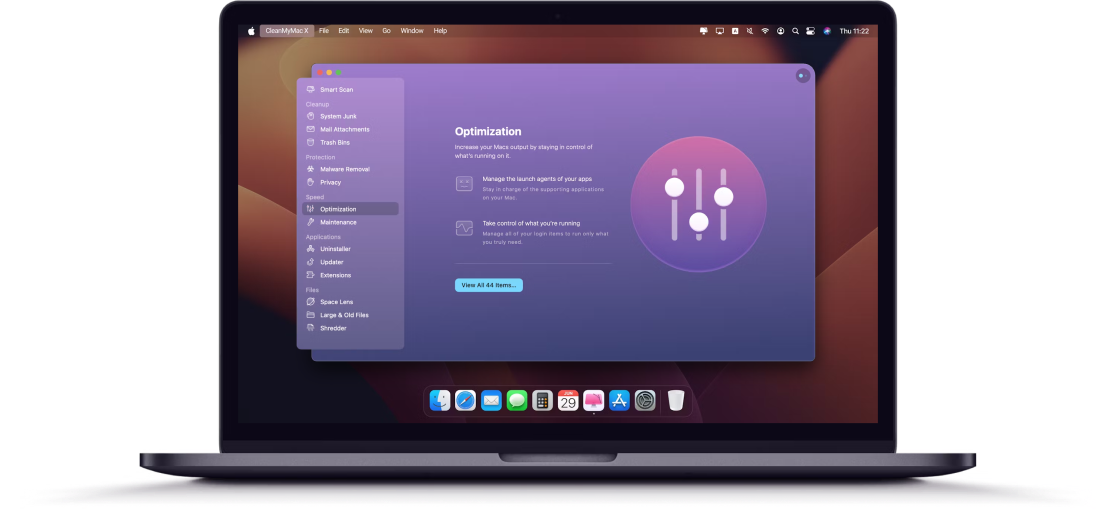 CleanMyMac X File Edit View Go Window Help
Thu 11:22
Smart Scan
Cleanup
System Junk
Mail Attachments
Trash Bins
Protection
Malware Removal
Privacy
Speed
Optimization
Maintenance
Applications
Uninstaller
Updater
Extensions
Files
Space Lens
Large & Old Files
Shredder
Optimization
Increase your Macs output by staying in control of
what's running on it.
Manage the launch agents of your apps
Stay in charge of the supporting applications
on your Mac.
Take control of what you're running
Manage all of your login items to run only what
you truly need.
View All 44 Items...
JUN
29